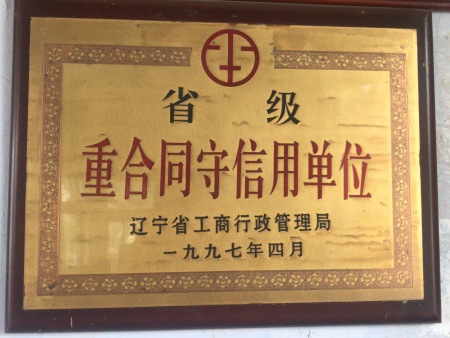 省级
重合同守信用单位
辽宁省工商行政管理局
一九九七年四月